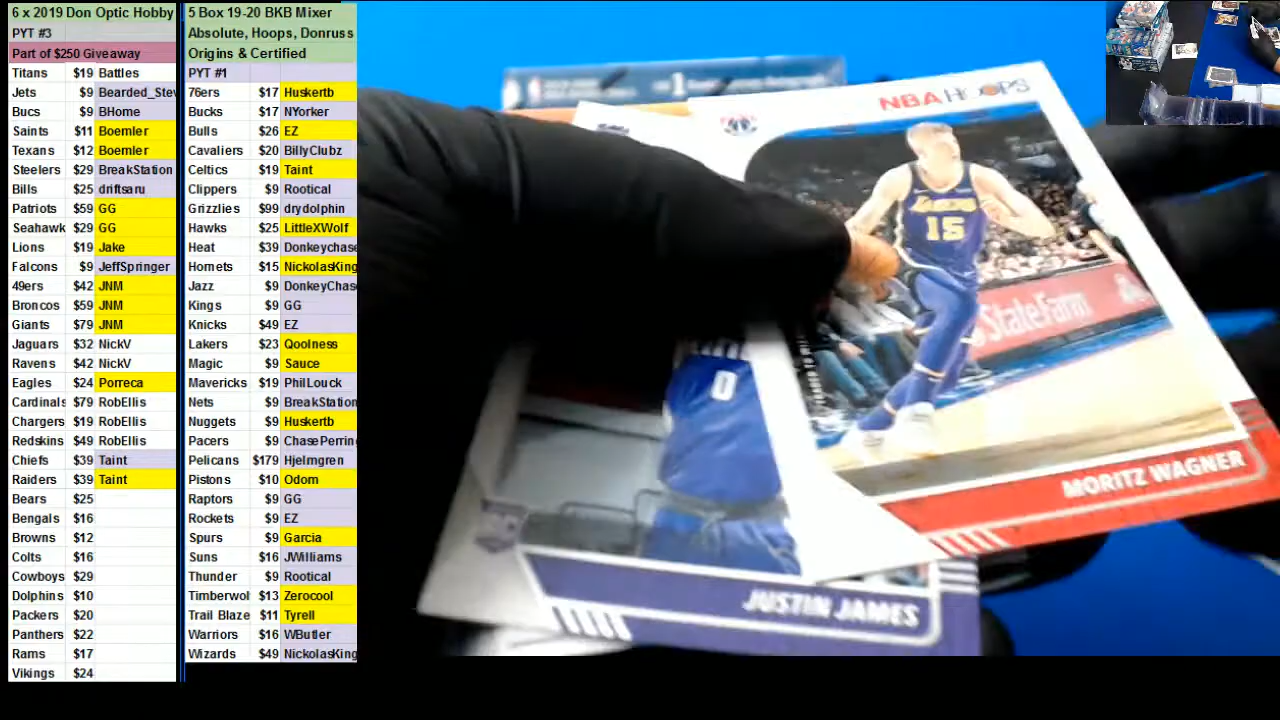 6 x 2019 Don Optic Hobby
PYT #3
Part of $250 Giveaway
Titans $19 Battles
Jets $9 Bearded_Stev
Bucs $9 BHome
Saints $11 Boemler
Texans $12 Boemler
Steelers $29 BreakStation
Bills $25 driftsaru
Patriots $59 GG
Seahawk $29 GG
Lions $19 Jake
Falcons $9 JeffSpringer
49ers $42 JNM
Broncos $59 JNM
Giants $79 JNM
Jaguars $32 NickV
Ravens $42 NickV
Eagles $24 Porreca
Cardinals $79 RobEllis
Chargers $19 RobEllis
Redskins $49 RobEllis
Chiefs $39 Taint
Raiders $39 Taint
Bears $25
Bengals $16
Browns $12
Colts $16
Cowboys $29
Dolphins $10
Packers $20
Panthers $22
Rams $17
Vikings $24
5 Box 19-20 BKB Mixer
Absolute, Hoops, Donruss
Origins & Certified
PYT #1
76ers $17 Huskertb
Bucks $17 NYorker
Bulls $26 EZ
Cavaliers $20 BillyClubz
Celtics $19 Taint
Clippers $9 Rootical
Grizzlies $99 drydolphin
Hawks $25 LittleXWolf
Heat $39 Donkeychase
Hornets $15 NickolasKing
Jazz $9 DonkeyChase
Kings $9 GG
Knicks $49 EZ
Lakers $23 Qoolness
Magic $9 Sauce
Mavericks $19 PhilLouck
Nets $9 BreakStation
Nuggets $9 Huskertb
Pacers $9 ChasePerrin
Pelicans $179 Hjelmgren
Pistons $10 Odom
Raptors $9 GG
Rockets $9 EZ
Spurs $9 Garcia
Suns $16 JWilliams
Thunder $9 Rootical
Timberwol $13 Zerocool
Trail Blaze $11 Tyrell
Warriors $16 WButler
Wizards $49 NickolasKing
NBA HOOPS
Lakers
15
StateFarm
MORITZ WAGNER
0
JUSTIN JAMES